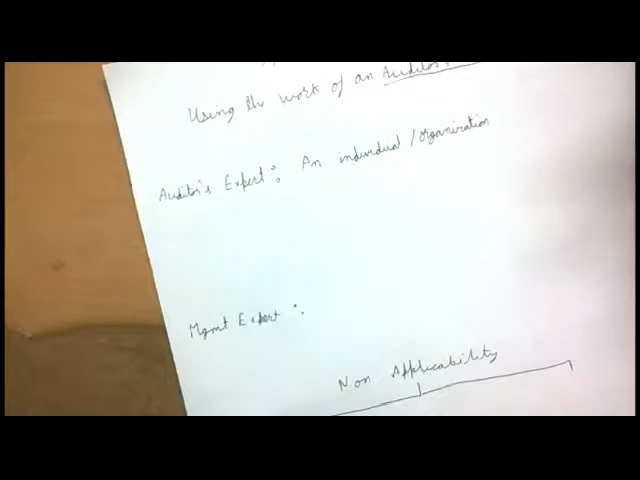 Using the work of an Auditor's
Auditor's Expert : An individual / organization
Mgmt Expert :
Non Applicability